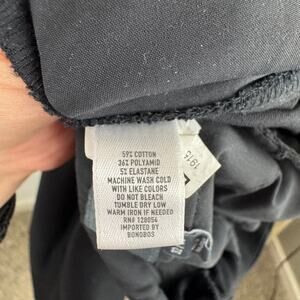 59% COTTON
36% POLYAMID
5% ELASTANE
MACHINE WASH COLD
WITH LIKE COLORS
DO NOT BLEACH
TUMBLE DRY LOW
WARM IRON IF NEEDED
RN# 128054
IMPORTED BY
BONOBOS